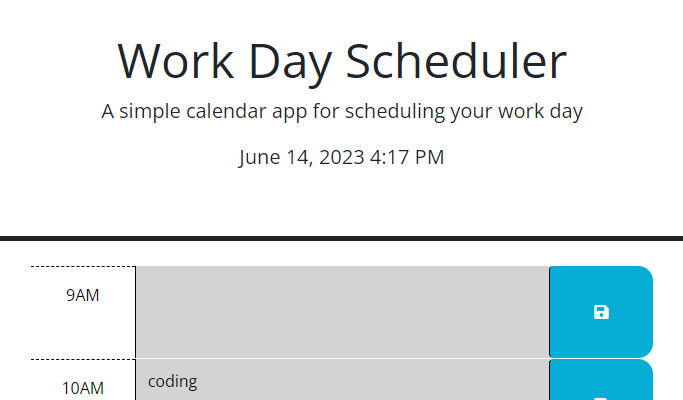 Work Day Scheduler
A simple calendar app for scheduling your work day
June 14, 2023 4:17 PM
9AM
10AM coding